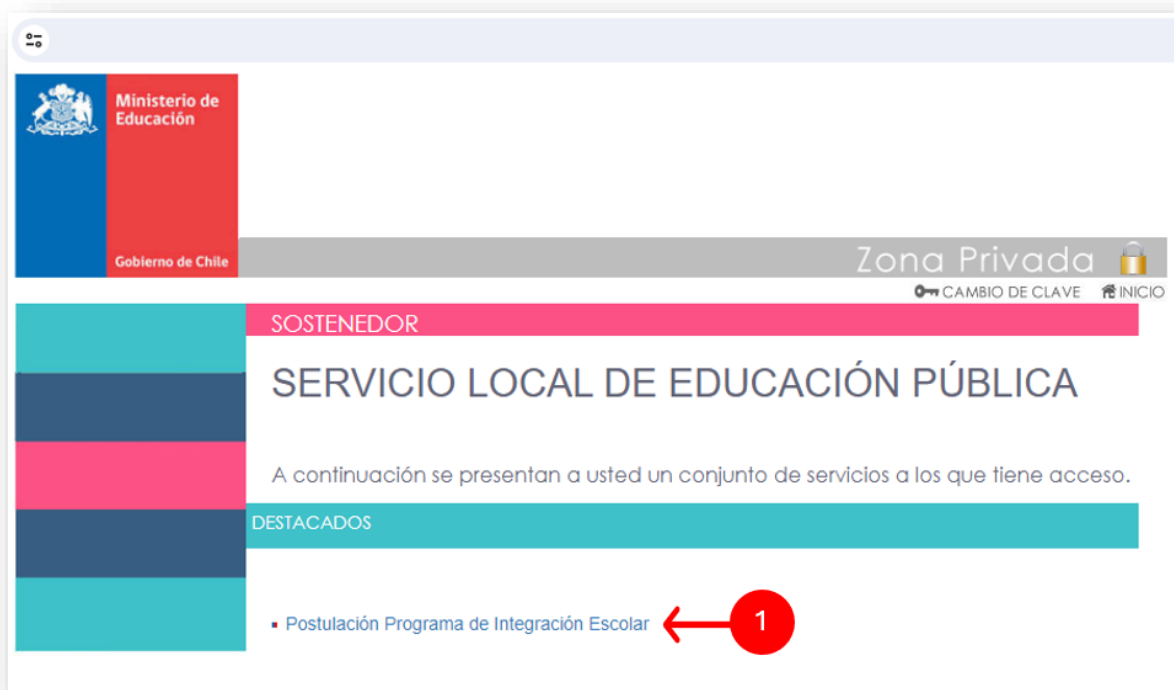 Ministerio de
Educación
Gobierno de Chile
Zona Privada
CAMBIO DE CLAVE INICIO
SOSTENEDOR
SERVICIO LOCAL DE EDUCACIÓN PÚBLICA
A continuación se presentan a usted un conjunto de servicios a los que tiene acceso.
DESTACADOS
Postulación Programa de Integración Escolar 1